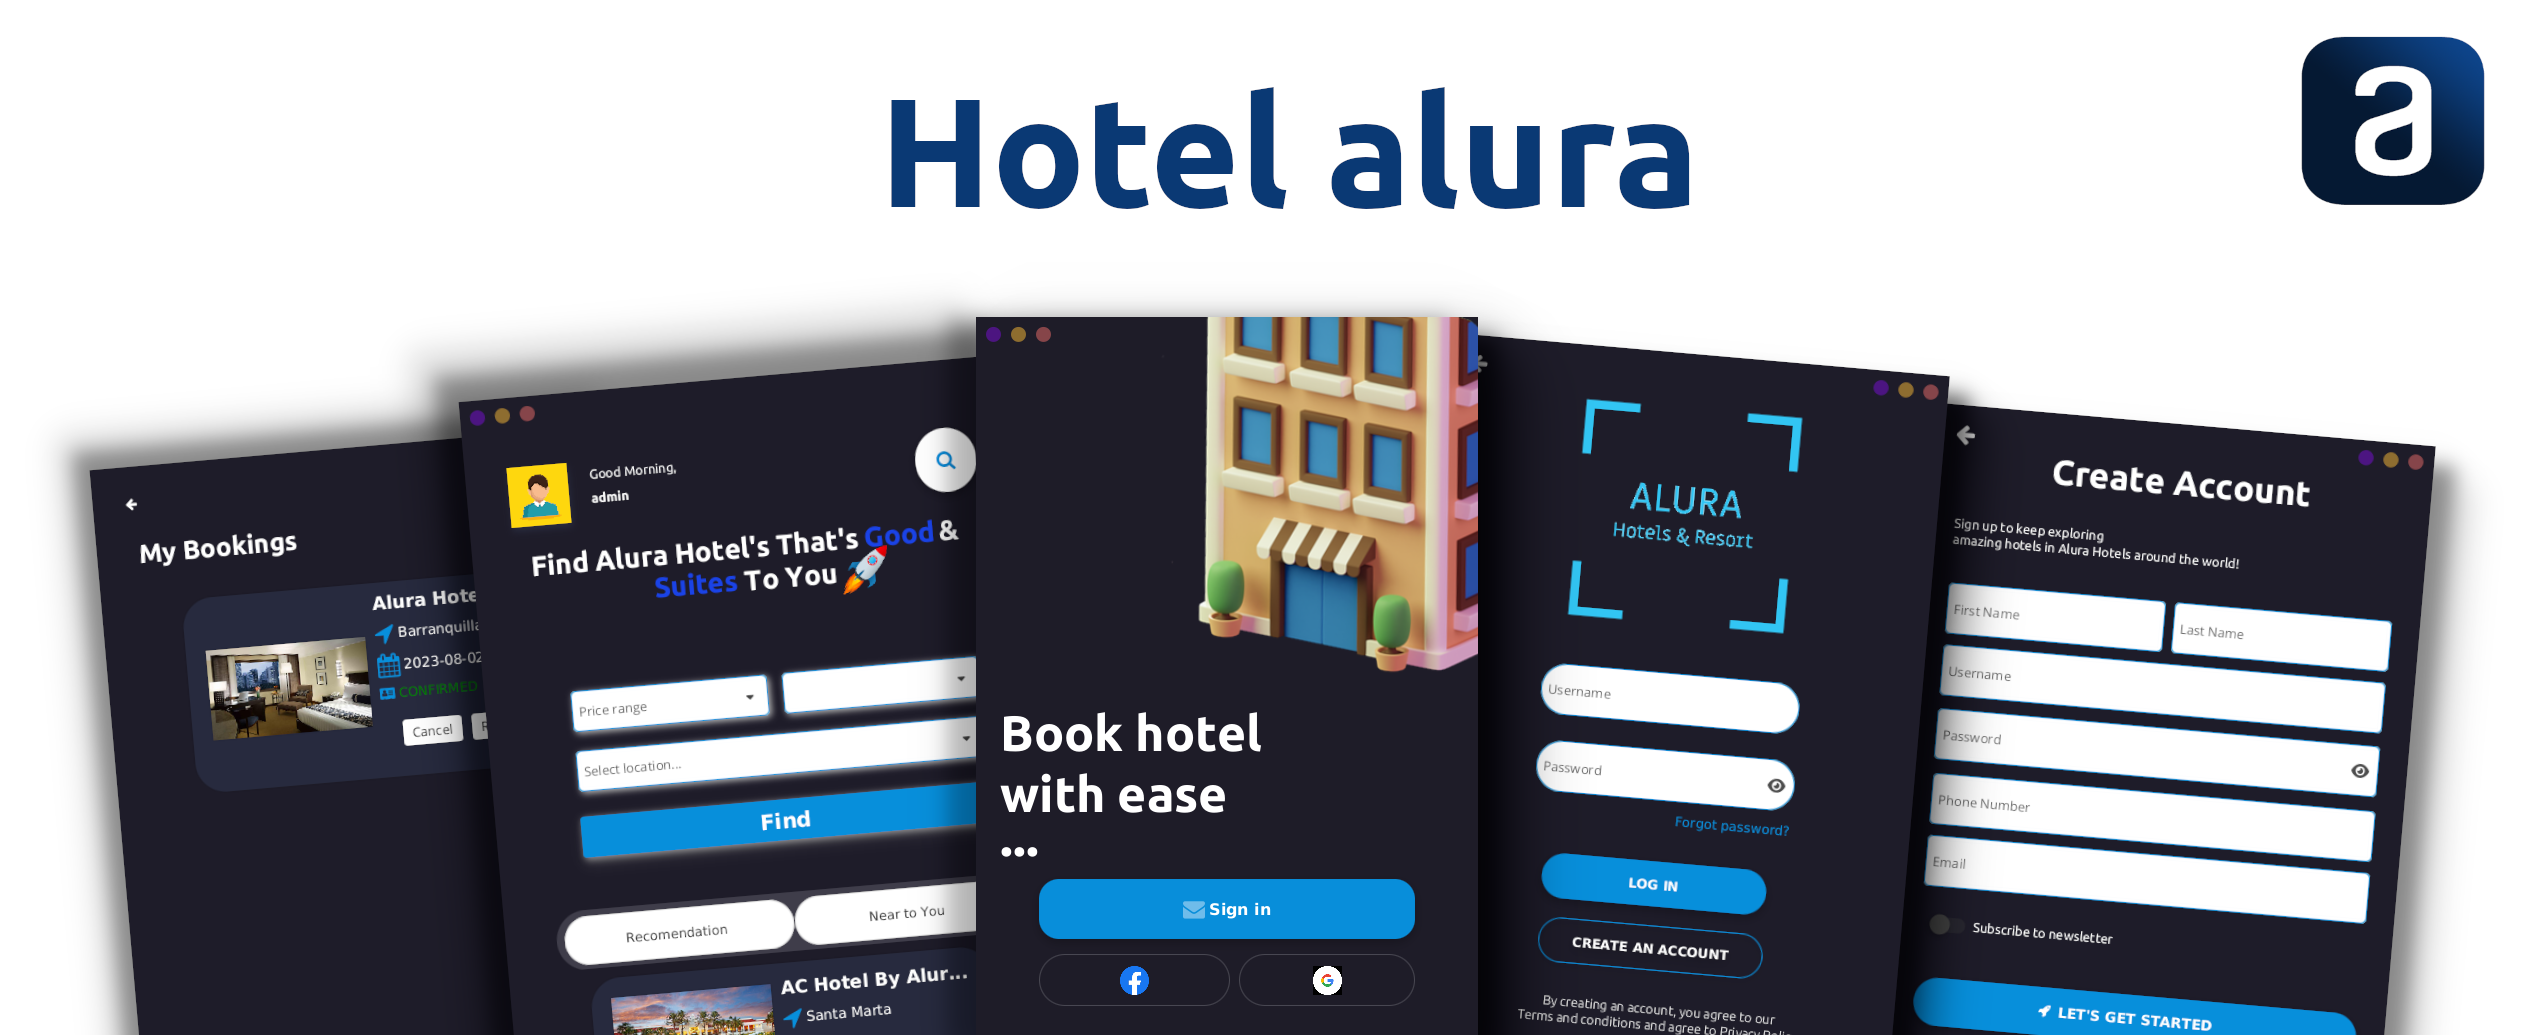 Hotel alura
a
My Bookings
Alura Hote
Barranquilla
2023-08-02
CONFIRMED
Cancel
Good Morning,
admin
Find Alura Hotel's That's Good &
Suites To You
Price range
Select location...
Find
Recomendation
Near to You
AC Hotel By Alur...
Santa Marta
Book hotel
with ease
...
Sign in
ALURA
Hotels & Resort
Username
Password
Forgot password?
LOG IN
CREATE AN ACCOUNT
By creating an account, you agree to our
Terms and conditions and agree to Privacy
Create Account
Sign up to keep exploring
amazing hotels in Alura Hotels around the world!
First Name
Last Name
Username
Password
Phone Number
Email
Subscribe to newsletter
LET'S GET STARTED